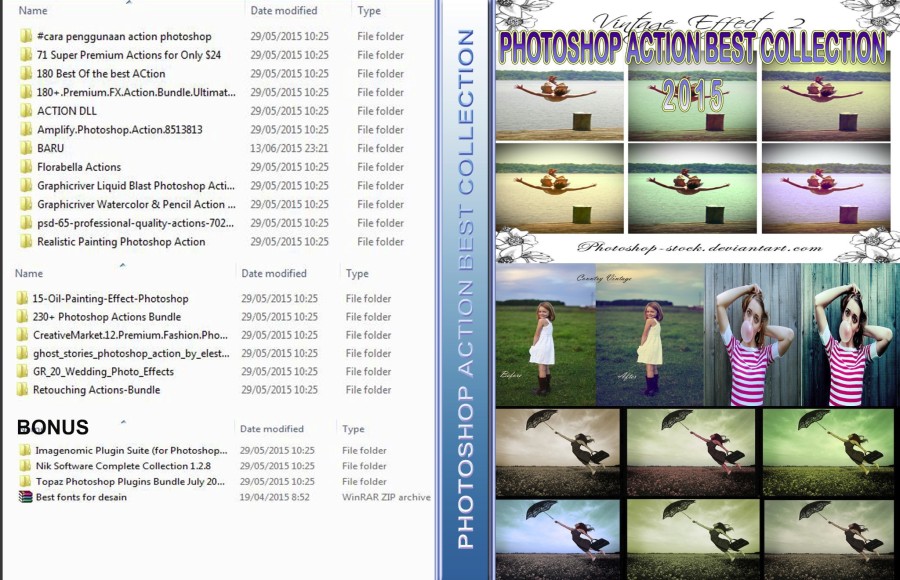 Name Date modified Type
#cara penggunaan action photoshop 29/05/2015 10:25 File folder
71 Super Premium Actions for Only $24 29/05/2015 10:25 File folder
180 Best Of the best ACtion 29/05/2015 10:25 File folder
180+.Premium.FX.Action.Bundle.Ultimat... 29/05/2015 10:25 File folder
ACTION DLL 29/05/2015 10:25 File folder
Amplify.Photoshop.Action.8513813 29/05/2015 10:25 File folder
BARU 13/06/2015 23:21 File folder
Florabella Actions 29/05/2015 10:25 File folder
Graphicriver Liquid Blast Photoshop Acti... 29/05/2015 10:25 File folder
Graphicriver Watercolor & Pencil Action ... 29/05/2015 10:25 File folder
psd-65-professional-quality-actions-702... 29/05/2015 10:25 File folder
Realistic Painting Photoshop Action 29/05/2015 10:25 File folder
Name Date modified Type
15-Oil-Painting-Effect-Photoshop 29/05/2015 10:25 File folder
230+ Photoshop Actions Bundle 29/05/2015 10:25 File folder
CreativeMarket.12.Premium.Fashion.Pho... 29/05/2015 10:25 File folder
ghost_stories_photoshop_action_by_elest... 29/05/2015 10:25 File folder
GR_20_Wedding_Photo_Effects 29/05/2015 10:25 File folder
Retouching Actions-Bundle 29/05/2015 10:25 File folder
BONUS Date modified Type
Imagenomic Plugin Suite (for Photoshop... 29/05/2015 10:25 File folder
Nik Software Complete Collection 1.2.8 29/05/2015 10:25 File folder
Topaz Photoshop Plugins Bundle July 20... 29/05/2015 10:25 File folder
Best fonts for desain 19/04/2015 8:52 WinRAR ZIP archive
PHOTOSHOP ACTION BEST COLLECTION
Vintage Effect 2
PHOTOSHOP ACTION BEST COLLECTION
2015
Photoshop-stock.deviantart.com
Country Vintage
Before
After